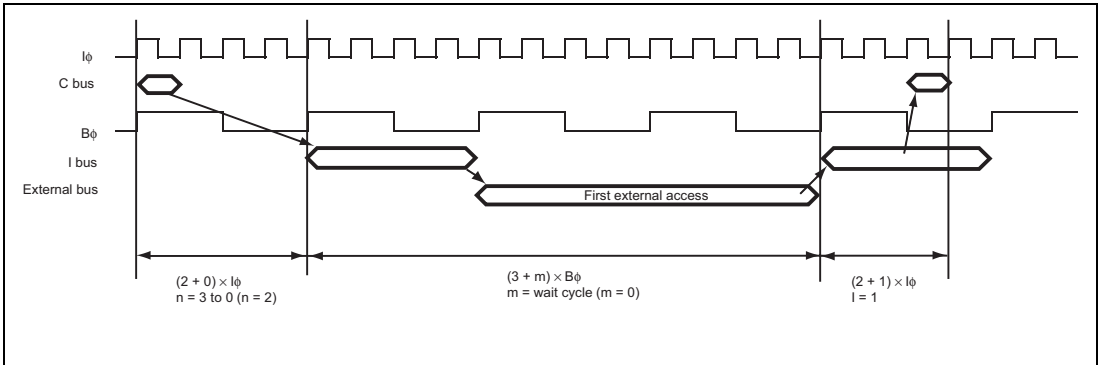 Iϕ
C bus
Bϕ
I bus
External bus
First external access
(2 + 0) × Iϕ
n = 3 to 0 (n = 2)
(3 + m) × Bϕ
m = wait cycle (m = 0)
(2 + 1) × Iϕ
I = 1